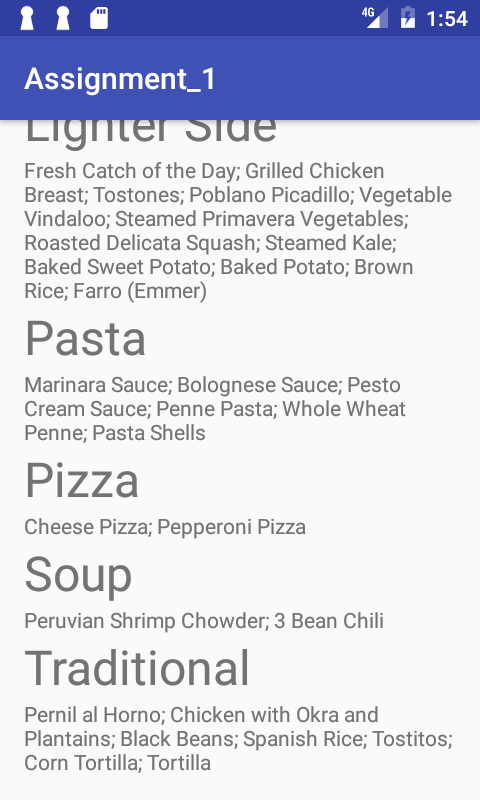 4G 1:54
Assignment_1
Lighter Side
Fresh Catch of the Day; Grilled Chicken
Breast; Tostones; Poblano Picadillo; Vegetable
Vindaloo; Steamed Primavera Vegetables;
Roasted Delicata Squash; Steamed Kale;
Baked Sweet Potato; Baked Potato; Brown
Rice; Farro (Emmer)
Pasta
Marinara Sauce; Bolognese Sauce; Pesto
Cream Sauce; Penne Pasta; Whole Wheat
Penne; Pasta Shells
Pizza
Cheese Pizza; Pepperoni Pizza
Soup
Peruvian Shrimp Chowder; 3 Bean Chili
Traditional
Pernil al Horno; Chicken with Okra and
Plantains; Black Beans; Spanish Rice; Tostitos;
Corn Tortilla; Tortilla